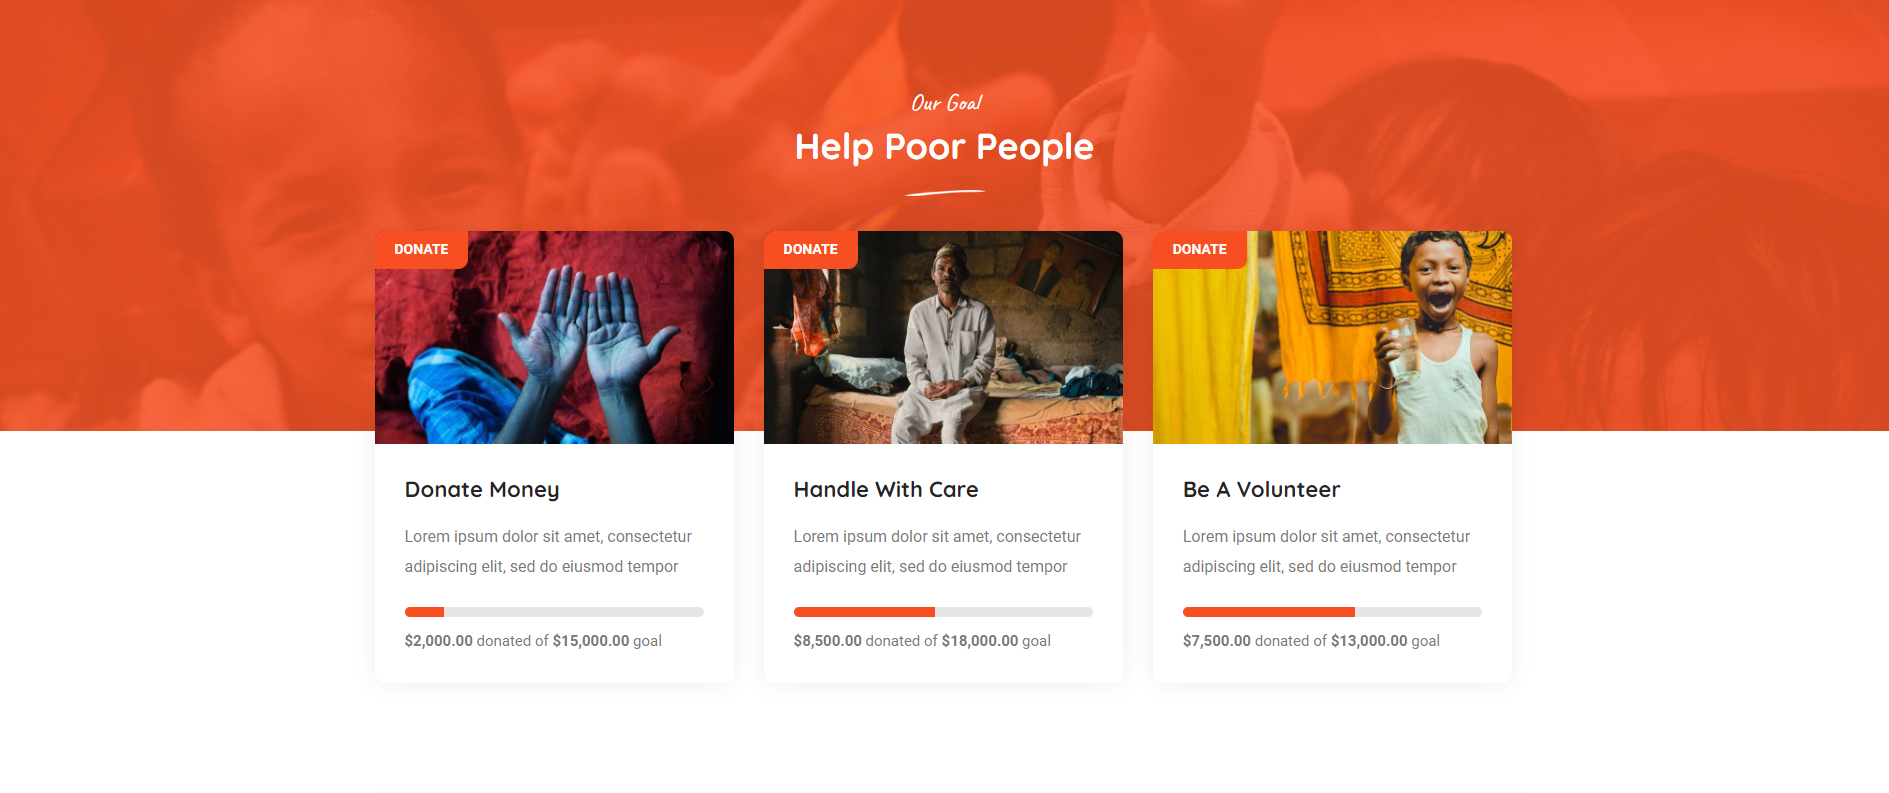 Our Goal
Help Poor People
DONATE
Donate Money
Lorem ipsum dolor sit amet, consectetur
adipiscing elit, sed do eiusmod tempor
$2,000.00 donated of $15,000.00 goal
DONATE
Handle With Care
Lorem ipsum dolor sit amet, consectetur
adipiscing elit, sed do eiusmod tempor
$8,500.00 donated of $18,000.00 goal
DONATE
Be A Volunteer
Lorem ipsum dolor sit amet, consectetur
adipiscing elit, sed do eiusmod tempor
$7,500.00 donated of $13,000.00 goal